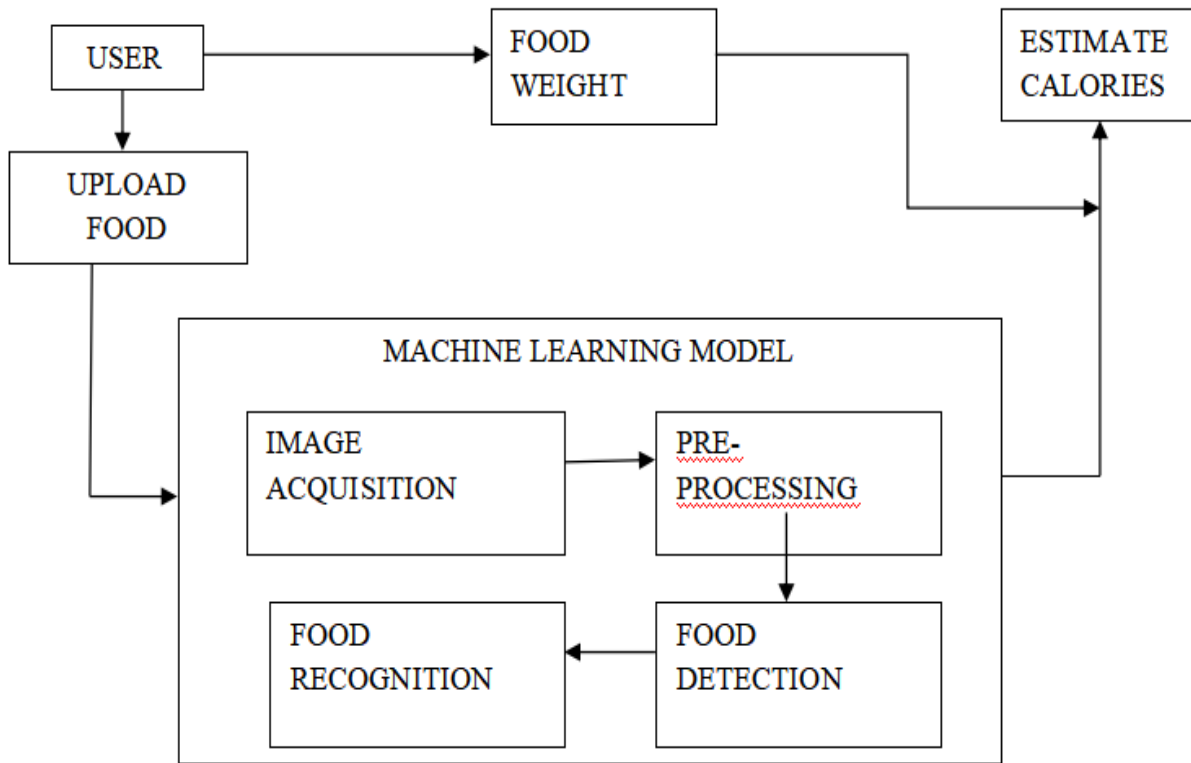 USER
FOOD
WEIGHT
ESTIMATE
CALORIES
UPLOAD
FOOD
MACHINE LEARNING MODEL
IMAGE
ACQUISITION
PRE-
PROCESSING
FOOD
RECOGNITION
FOOD
DETECTION